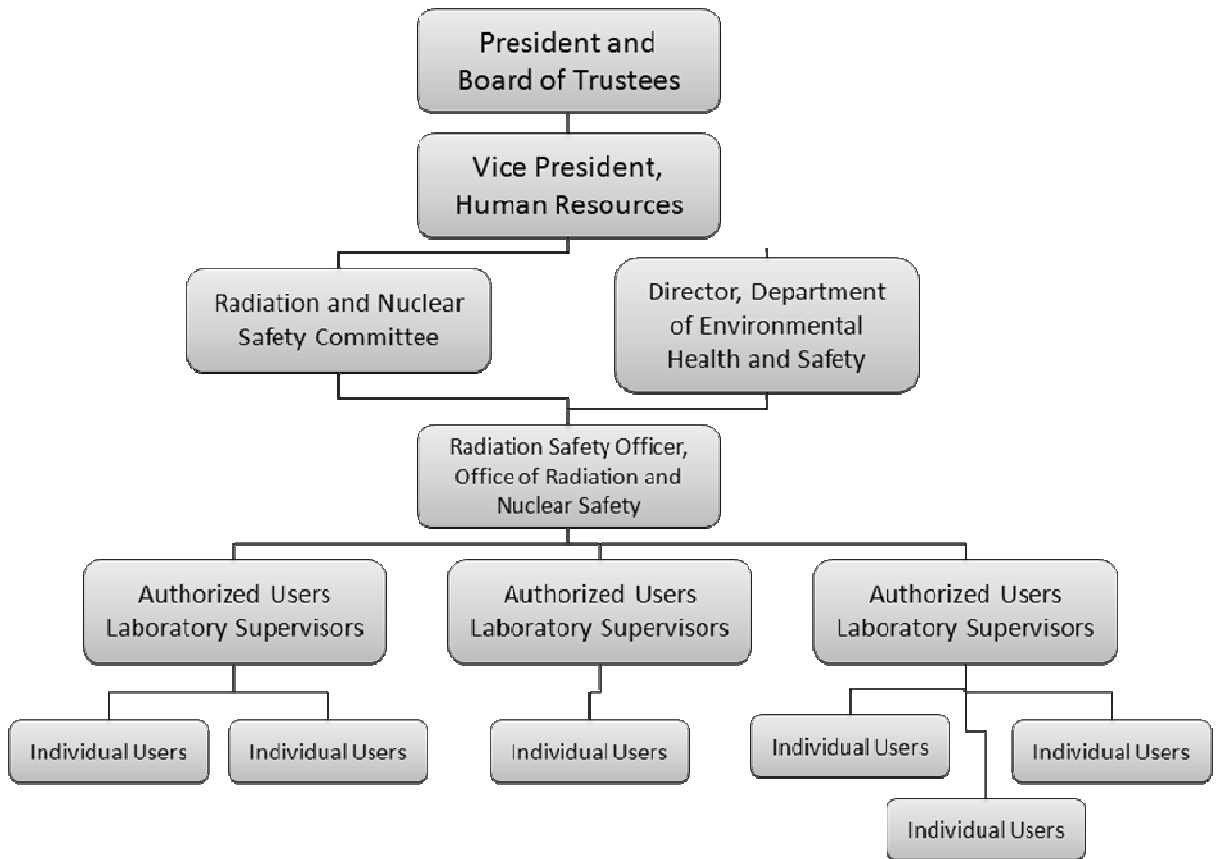 President and
Board of Trustees
Vice President,
Human Resources
Radiation and Nuclear
Safety Committee
Director, Department
of Environmental
Health and Safety
Radiation Safety Officer,
Office of Radiation and
Nuclear Safety
Authorized Users
Laboratory Supervisors
Authorized Users
Laboratory Supervisors
Authorized Users
Laboratory Supervisors
Individual Users
Individual Users
Individual Users
Individual Users
Individual Users
Individual Users